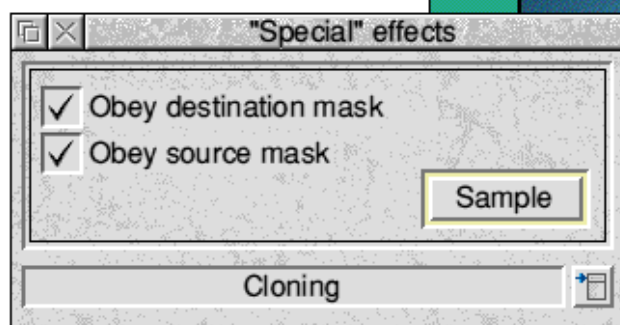 "Special" effects
Obey destination mask
Obey source mask
Sample
Cloning